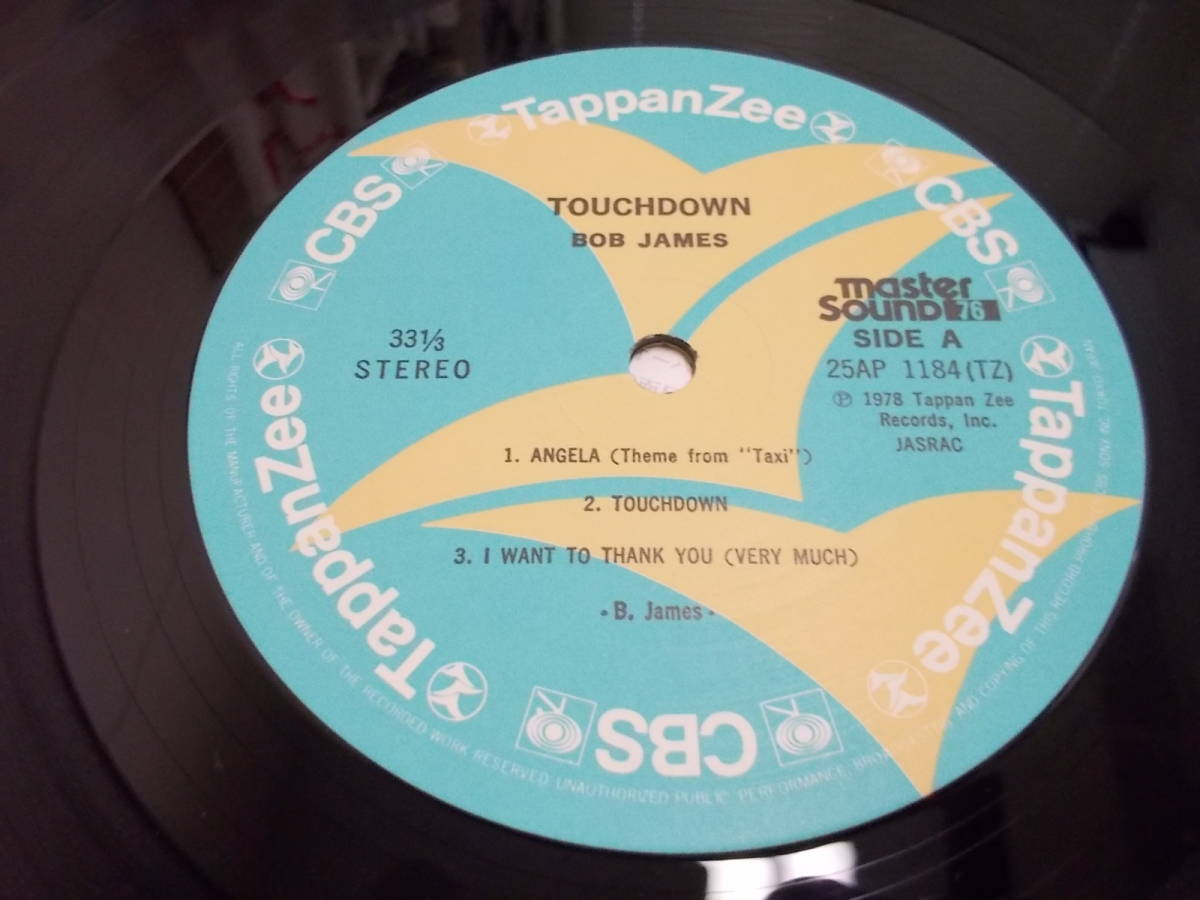 TappanZee
CBS
CBS
TOUCHDOWN
BOB JAMES
master
SOUND 76
SIDE A
33⅓
STEREO
25AP 1184(TZ)
Ⓟ 1978 Tappan Zee
Records, Inc.
JASRAC
1. ANGELA (Theme from "Taxi")
2. TOUCHDOWN
3. I WANT TO THANK YOU (VERY MUCH)
• B. James •
TappanZee
TappanZee
CBS
ALL RIGHTS OF THE MANUFACTURER AND OF THE OWNER OF THE RECORDED WORK RESERVED UNAUTHORIZED PUBLIC PERFORMANCE BROADCASTING AND COPYING OF THIS RECORD PROHIBITED